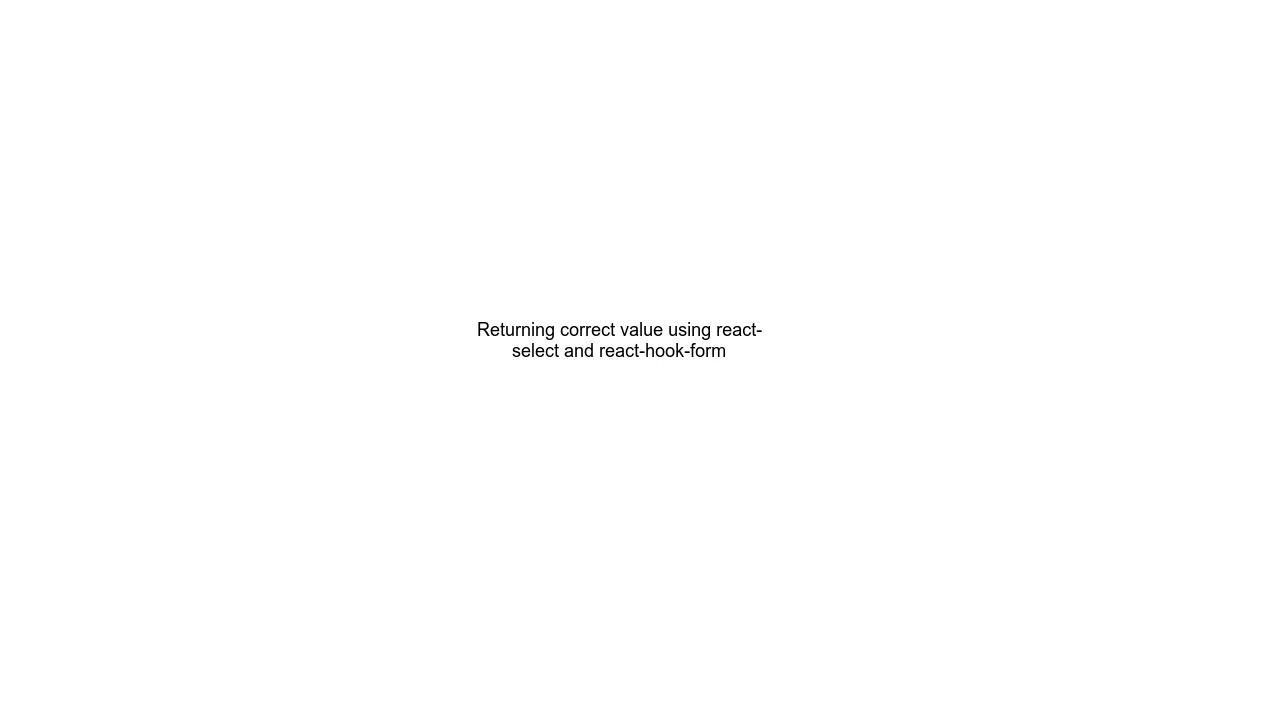 Returning correct value using react-
select and react-hook-form